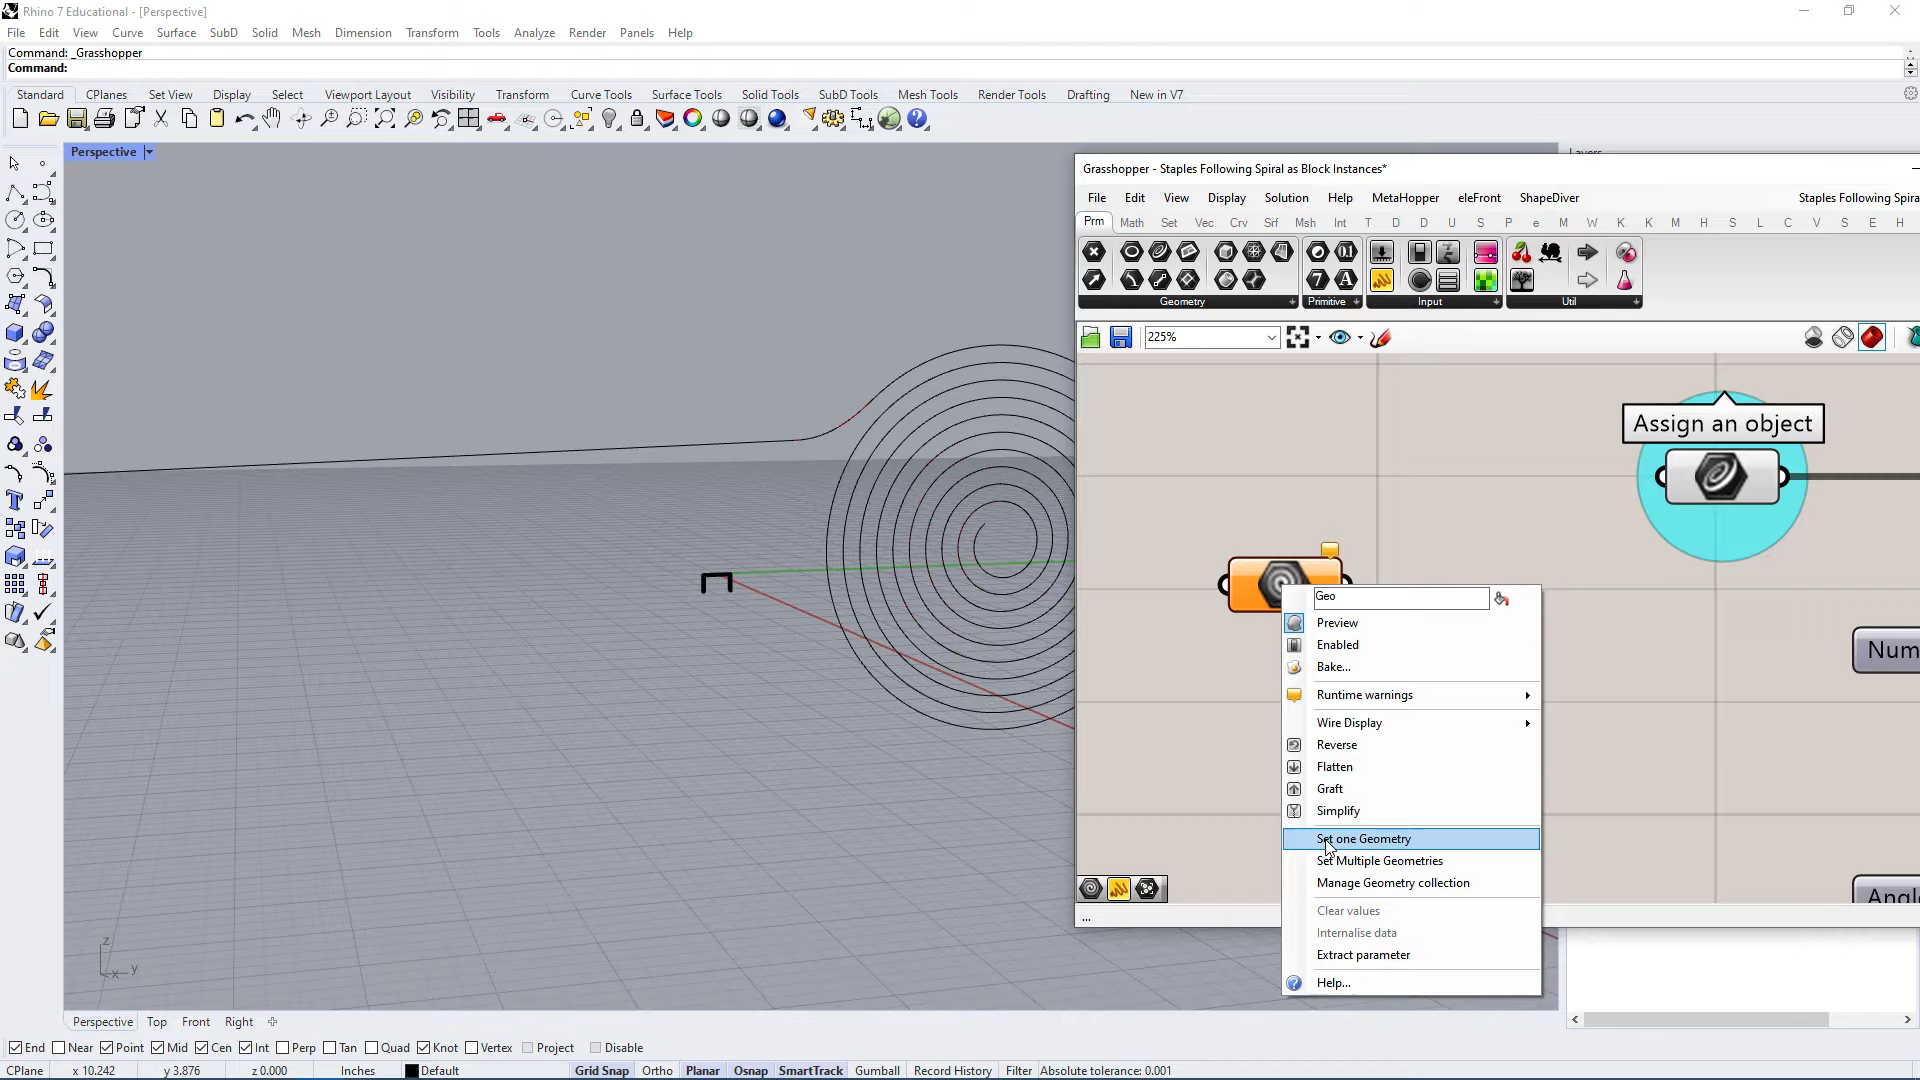 Rhino 7 Educational - [Perspective]
File Edit View Curve Surface SubD Solid Mesh Dimension Transform Tools Analyze Render Panels Help
Command: _Grasshopper
Command:
Standard CPlanes Set View Display Select Viewport Layout Visibility Transform Curve Tools Surface Tools Solid Tools SubD Tools Mesh Tools Render Tools Drafting New in V7
Perspective
Grasshopper - Staples Following Spiral as Block Instances*
File Edit View Display Solution Help MetaHopper eleFront ShapeDiver Staples Following Spira
Prm Math Set Vec Crv Srf Msh Int T D D U S P e M W K K M H W S L C V S E H
Geometry Primitive Input Util
225%
Assign an object
Geo
Preview
Enabled
Bake...
Runtime warnings
Wire Display
Reverse
Flatten
Graft
Simplify
Set one Geometry
Set Multiple Geometries
Manage Geometry collection
Clear values
Internalise data
Extract parameter
Help...
Num
Angl
...
z
x y
Perspective Top Front Right
End Near Point Mid Cen Int Perp Tan Quad Knot Vertex Project Disable
CPlane x 10.242 y 3.876 z 0.000 Inches Default Grid Snap Ortho Planar Osnap SmartTrack Gumball Record History Filter Absolute tolerance: 0.001